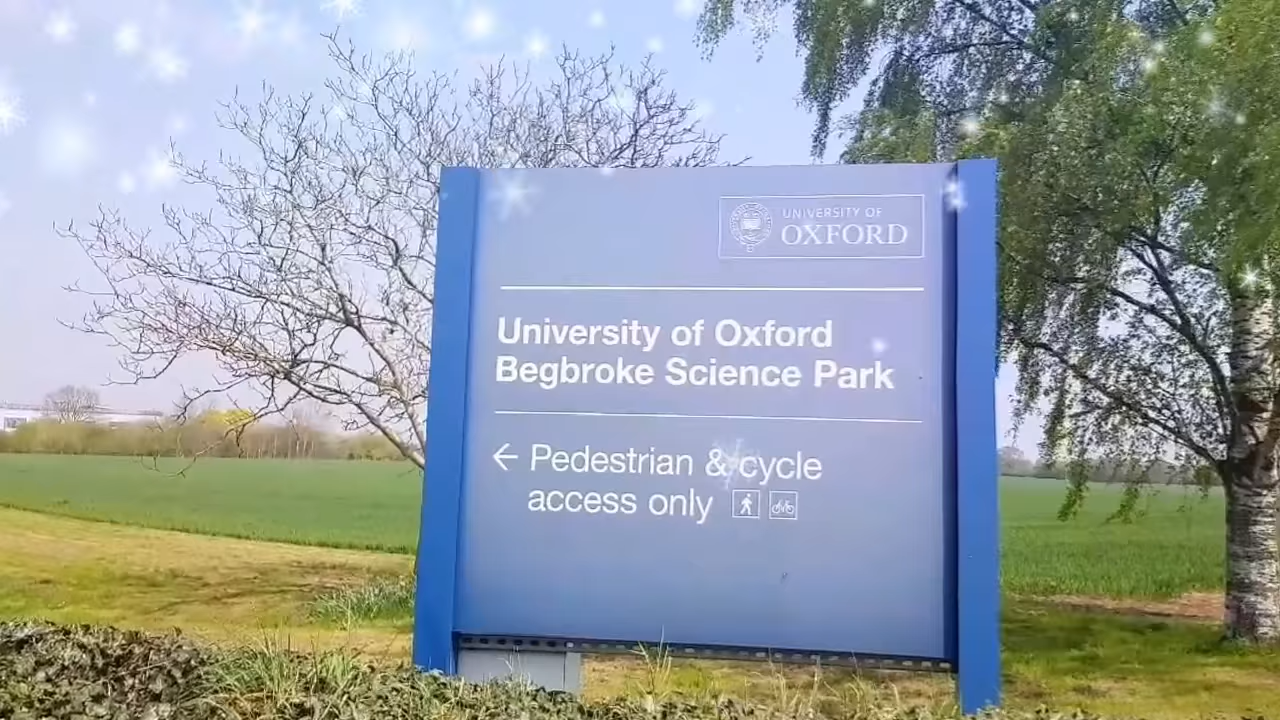 UNIVERSITY OF
OXFORD
University of Oxford
Begbroke Science Park
← Pedestrian & cycle
access only